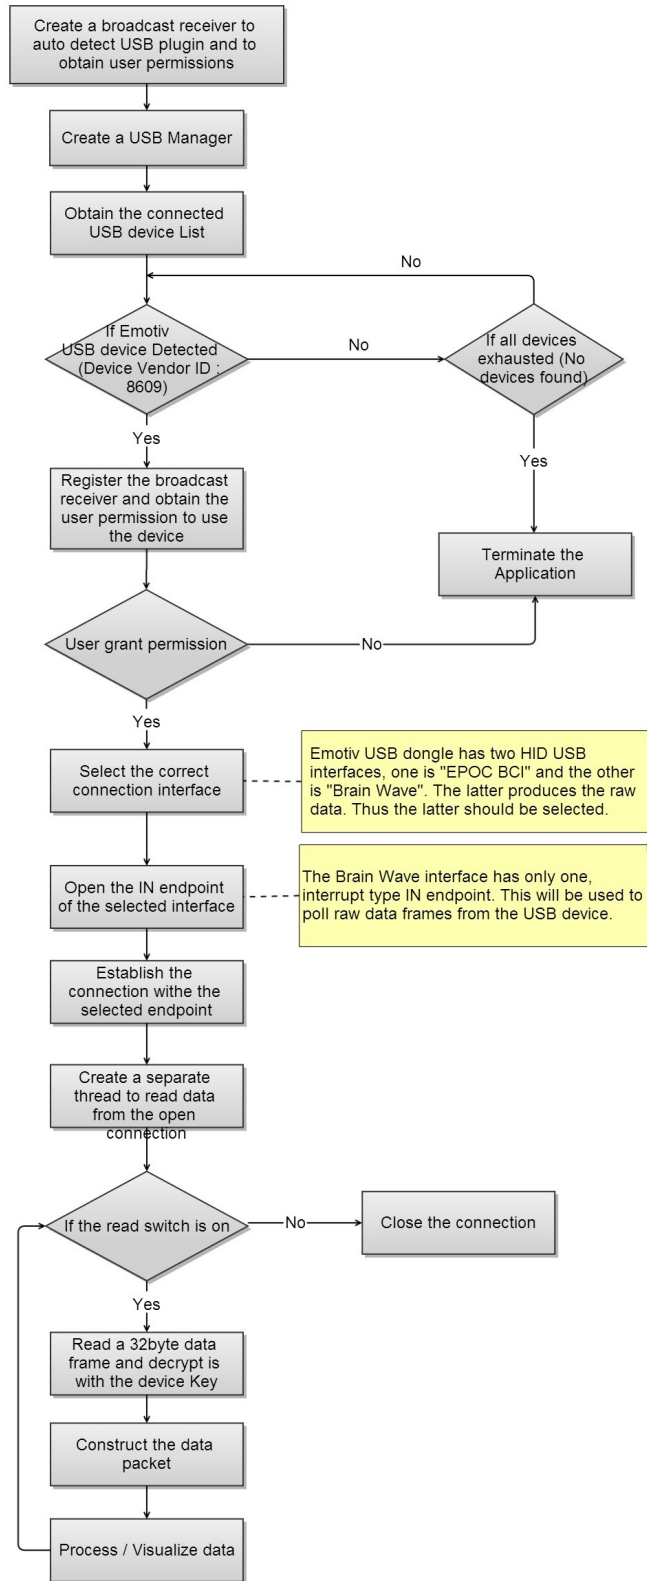 Create a broadcast receiver to
auto detect USB plugin and to
obtain user permissions
Create a USB Manager
Obtain the connected
USB device List
No
If Emotiv
USB device Detected
(Device Vendor ID :
8609)
No
If all devices
exhausted (No
devices found)
Yes
Yes
Register the broadcast
receiver and obtain the
user permission to use
the device
Terminate the
Application
User grant permission
No
Yes
Select the correct
connection interface
Emotiv USB dongle has two HID USB
interfaces, one is "EPOC BCI" and the other
is "Brain Wave". The latter produces the raw
data. Thus the latter should be selected.
Open the IN endpoint
of the selected interface
The Brain Wave interface has only one,
interrupt type IN endpoint. This will be used to
poll raw data frames from the USB device.
Establish the
connection withe the
selected endpoint
Create a separate
thread to read data
from the open
connection
If the read switch is on
No
Close the connection
Yes
Read a 32byte data
frame and decrypt is
with the device Key
Construct the data
packet
Process / Visualize data